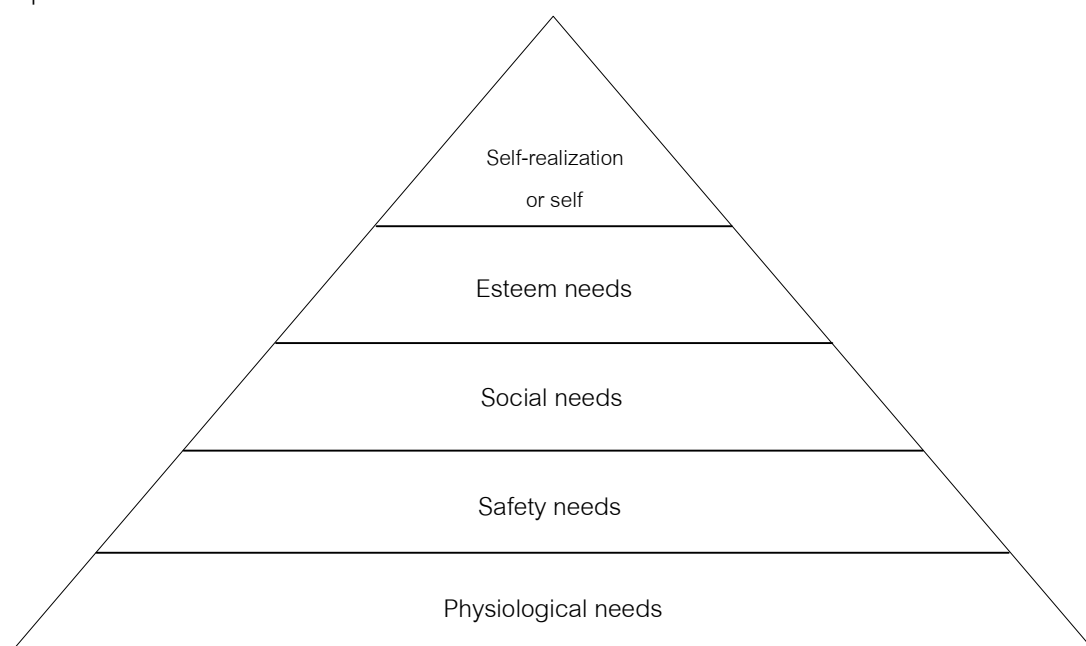 Self-realization
or self
Esteem needs
Social needs
Safety needs
Physiological needs